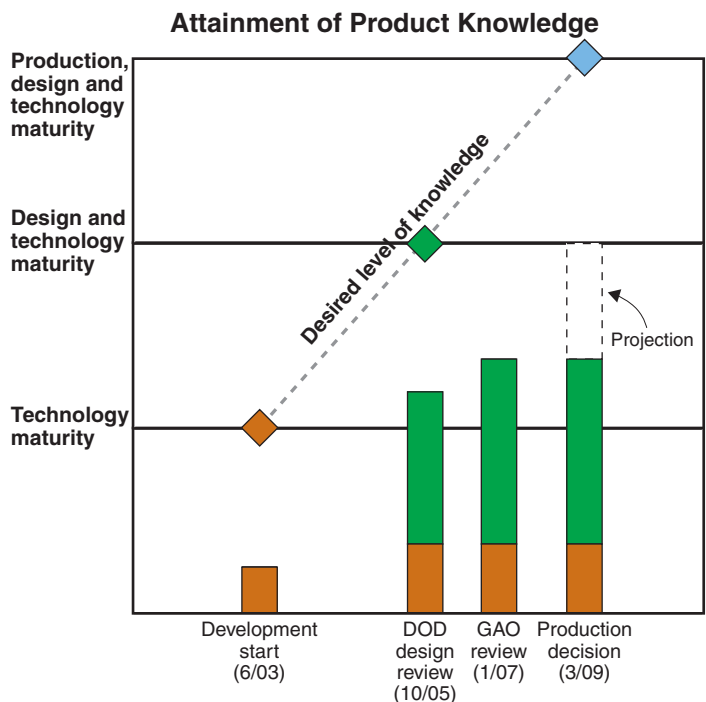 Attainment of Product Knowledge
Production,
design and
technology
maturity
Design and
technology
maturity
Desired level of knowledge
Projection
Technology
maturity
Development
start
(6/03)
DOD
design
review
(10/05)
GAO
review
(1/07)
Production
decision
(3/09)